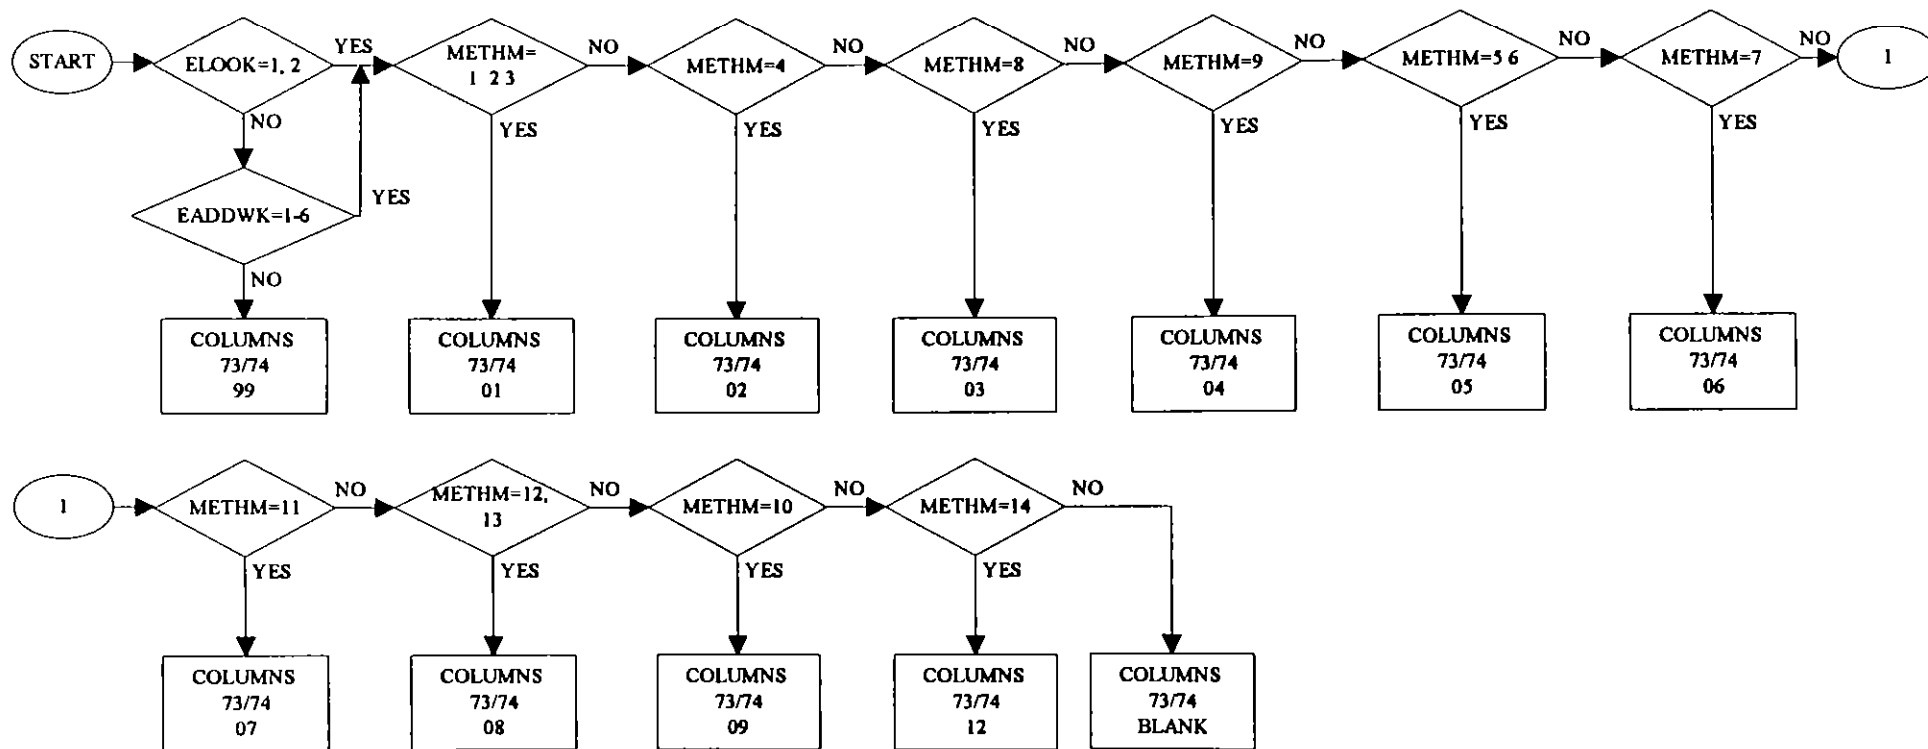 START
ELOOK=1, 2
YES
METHM=
1 2 3
NO
METHM=4
NO
METHM=8
NO
METHM=9
NO
METHM=5 6
NO
METHM=7
NO
1
NO
YES
YES
YES
YES
YES
YES
EADDWK=1-6
YES
NO
COLUMNS
73/74
99
COLUMNS
73/74
01
COLUMNS
73/74
02
COLUMNS
73/74
03
COLUMNS
73/74
04
COLUMNS
73/74
05
COLUMNS
73/74
06
1
METHM=11
NO
METHM=12,
13
NO
METHM=10
NO
METHM=14
NO
YES
YES
YES
YES
COLUMNS
73/74
07
COLUMNS
73/74
08
COLUMNS
73/74
09
COLUMNS
73/74
12
COLUMNS
73/74
BLANK